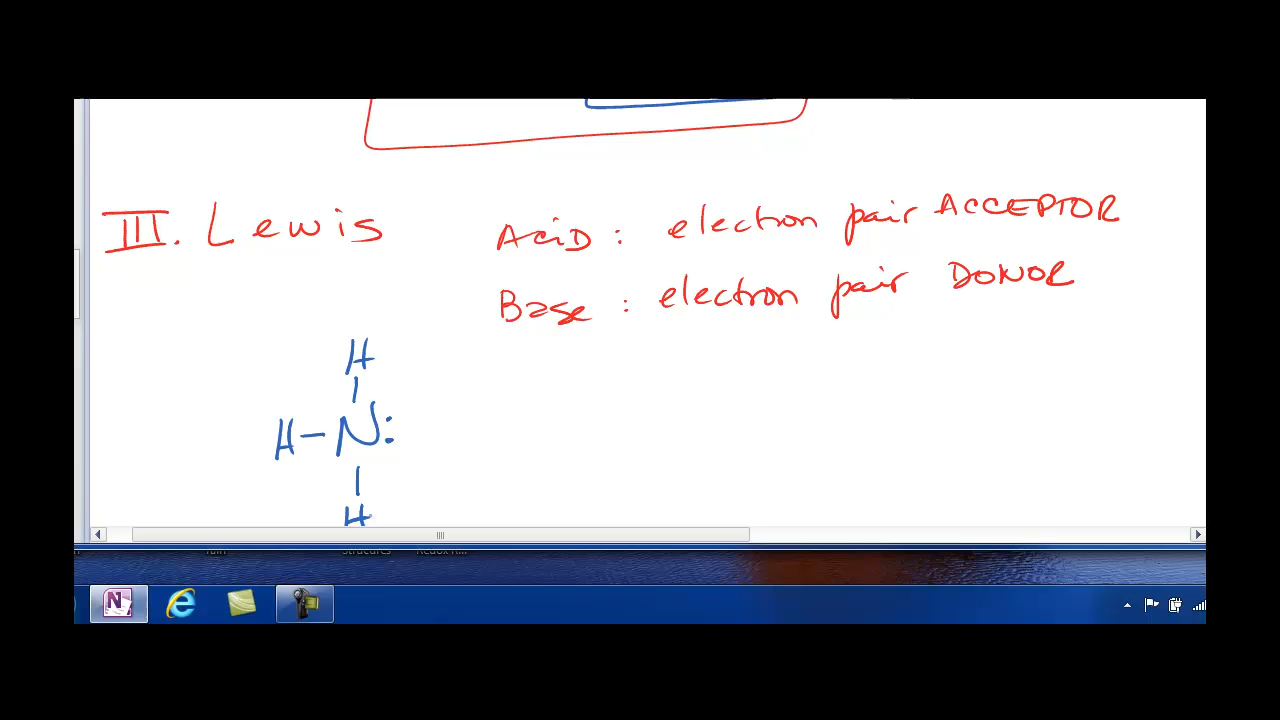 III. Lewis
Acid : electron pair ACCEPTOR
Base : electron pair DONOR
H
H-N:
H